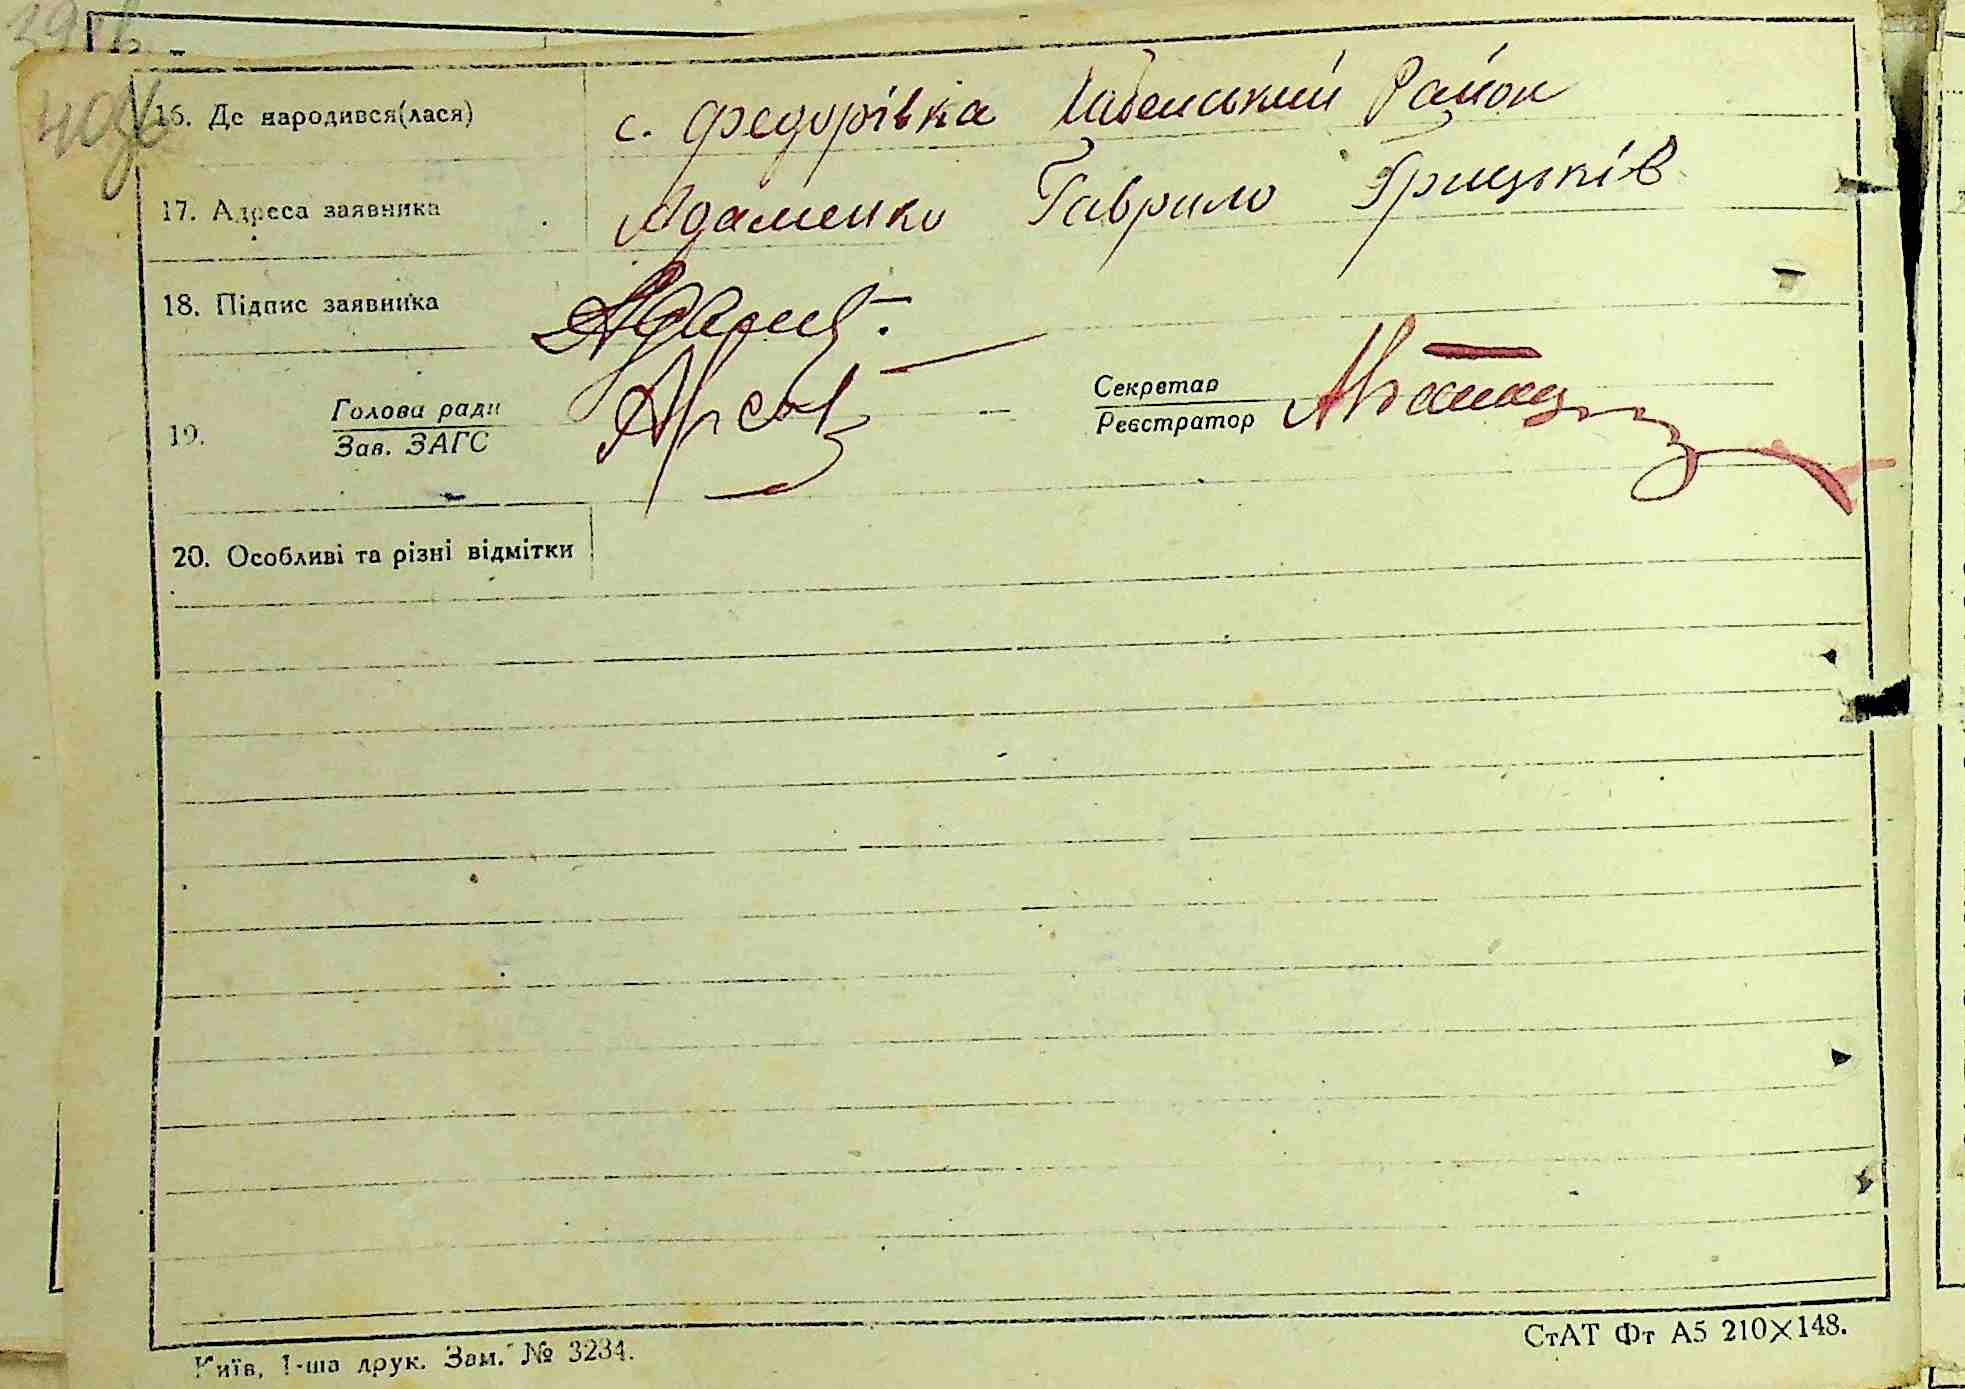 40зв
16. Де народився(лася) с. Федорівка Хабенський Район
17. Адреса заявника Адаменко Гаврило Грицьків
18. Підпис заявника
19. Голова ради Секретар
Зав. ЗАГС Реєстратор
20. Особливі та різні відмітки
Київ, 1-ша друк. Зам. № 3234.
СтАТ Фт А5 210×148.